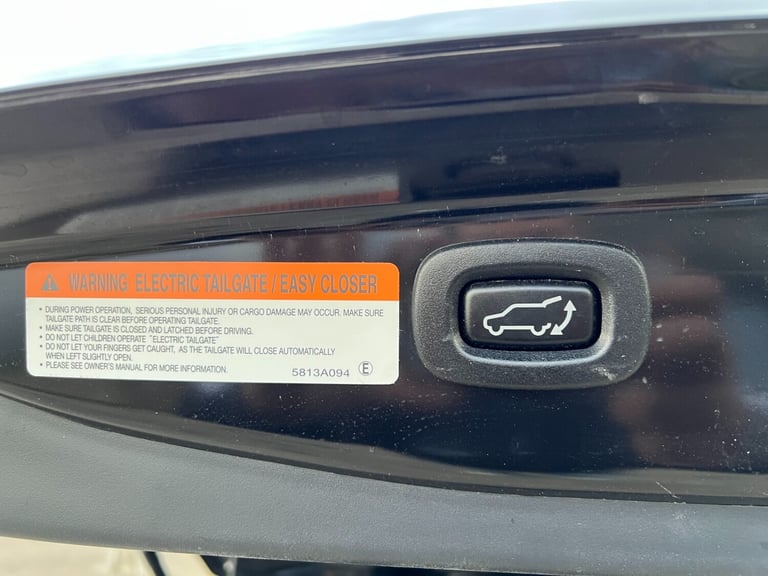 WARNING ELECTRIC TAILGATE / EASY CLOSER
• DURING POWER OPERATION, SERIOUS PERSONAL INJURY OR CARGO DAMAGE MAY OCCUR. MAKE SURE
TAILGATE PATH IS CLEAR BEFORE OPERATING TAILGATE.
• MAKE SURE TAILGATE IS CLOSED AND LATCHED BEFORE DRIVING.
• DO NOT LET CHILDREN OPERATE "ELECTRIC TAILGATE"
• DO NOT LET YOUR FINGERS GET CAUGHT, AS THE TAILGATE WILL CLOSE AUTOMATICALLY
WHEN LEFT SLIGHTLY OPEN.
• PLEASE SEE OWNER'S MANUAL FOR MORE INFORMATION.
5813A094 E